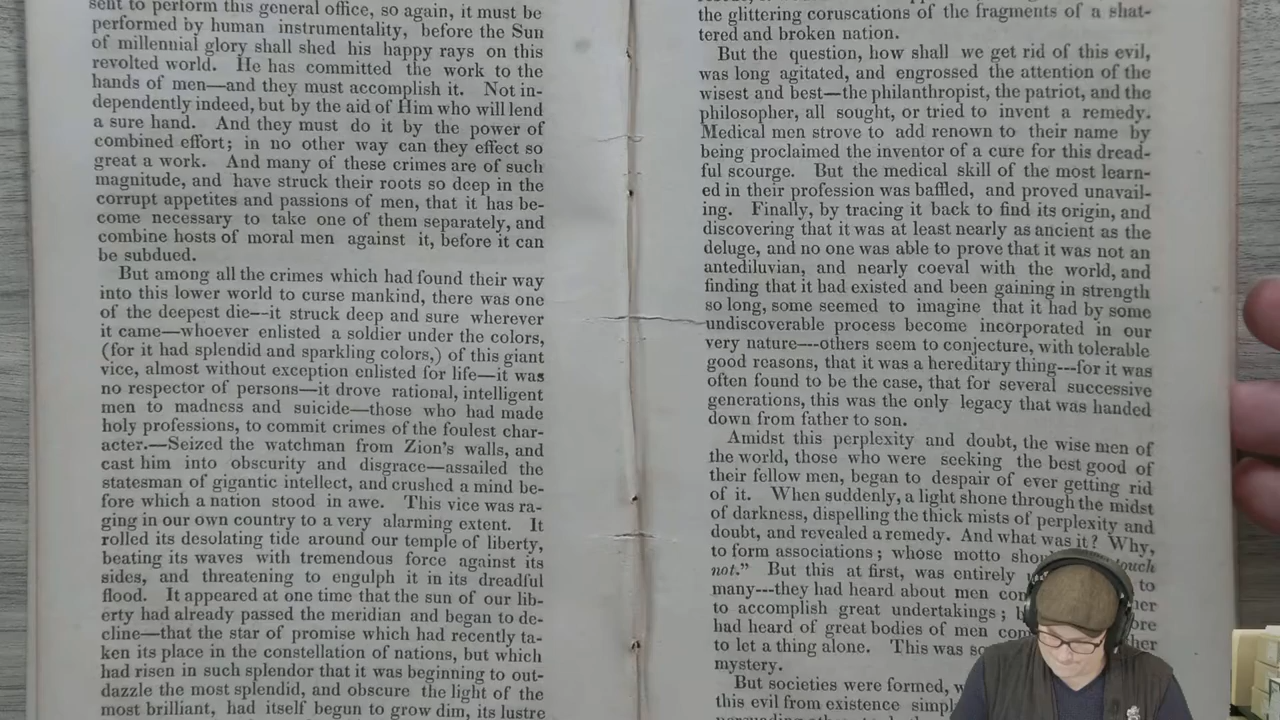 sent to perform this general office, so again, it must be
performed by human instrumentality, before the Sun
of millennial glory shall shed his happy rays on this
revolted world. He has committed the work to the
hands of men—and they must accomplish it. Not in-
dependently indeed, but by the aid of Him who will lend
a sure hand. And they must do it by the power of
combined effort; in no other way can they effect so
great a work. And many of these crimes are of such
magnitude, and have struck their roots so deep in the
corrupt appetites and passions of men, that it has be-
come necessary to take one of them separately, and
combine hosts of moral men against it, before it can
be subdued.
But among all the crimes which had found their way
into this lower world to curse mankind, there was one
of the deepest die--it struck deep and sure wherever
it came—whoever enlisted a soldier under the colors,
(for it had splendid and sparkling colors,) of this giant
vice, almost without exception enlisted for life—it was
no respector of persons—it drove rational, intelligent
men to madness and suicide—those who had made
holy professions, to commit crimes of the foulest char-
acter.—Seized the watchman from Zion's walls, and
cast him into obscurity and disgrace—assailed the
statesman of gigantic intellect, and crushed a mind be-
fore which a nation stood in awe. This vice was ra-
ging in our own country to a very alarming extent. It
rolled its desolating tide around our temple of liberty,
beating its waves with tremendous force against its
sides, and threatening to engulph it in its dreadful
flood. It appeared at one time that the sun of our lib-
erty had already passed the meridian and began to de-
cline—that the star of promise which had recently ta-
ken its place in the constellation of nations, but which
had risen in such splendor that it was beginning to out-
dazzle the most splendid, and obscure the light of the
most brilliant, had itself begun to grow dim, its lustre
the glittering coruscations of the fragments of a shat-
tered and broken nation.
But the question, how shall we get rid of this evil,
was long agitated, and engrossed the attention of the
wisest and best—the philanthropist, the patriot, and the
philosopher, all sought, or tried to invent a remedy.
Medical men strove to add renown to their name by
being proclaimed the inventor of a cure for this dread-
ful scourge. But the medical skill of the most learn-
ed in their profession was baffled, and proved unavail-
ing. Finally, by tracing it back to find its origin, and
discovering that it was at least nearly as ancient as the
deluge, and no one was able to prove that it was not an
antediluvian, and nearly coeval with the world, and
finding that it had existed and been gaining in strength
so long, some seemed to imagine that it had by some
undiscoverable process become incorporated in our
very nature---others seem to conjecture, with tolerable
good reasons, that it was a hereditary thing---for it was
often found to be the case, that for several successive
generations, this was the only legacy that was handed
down from father to son.
Amidst this perplexity and doubt, the wise men of
the world, those who were seeking the best good of
their fellow men, began to despair of ever getting rid
of it. When suddenly, a light shone through the midst
of darkness, dispelling the thick mists of perplexity and
doubt, and revealed a remedy. And what was it? Why,
to form associations; whose motto touch
not." But this at first, was entirely to
many---they had heard about men
to accomplish great undertakings;
had heard of great bodies of men
to let a thing alone. This was
mystery.
But societies were formed,
this evil from existence